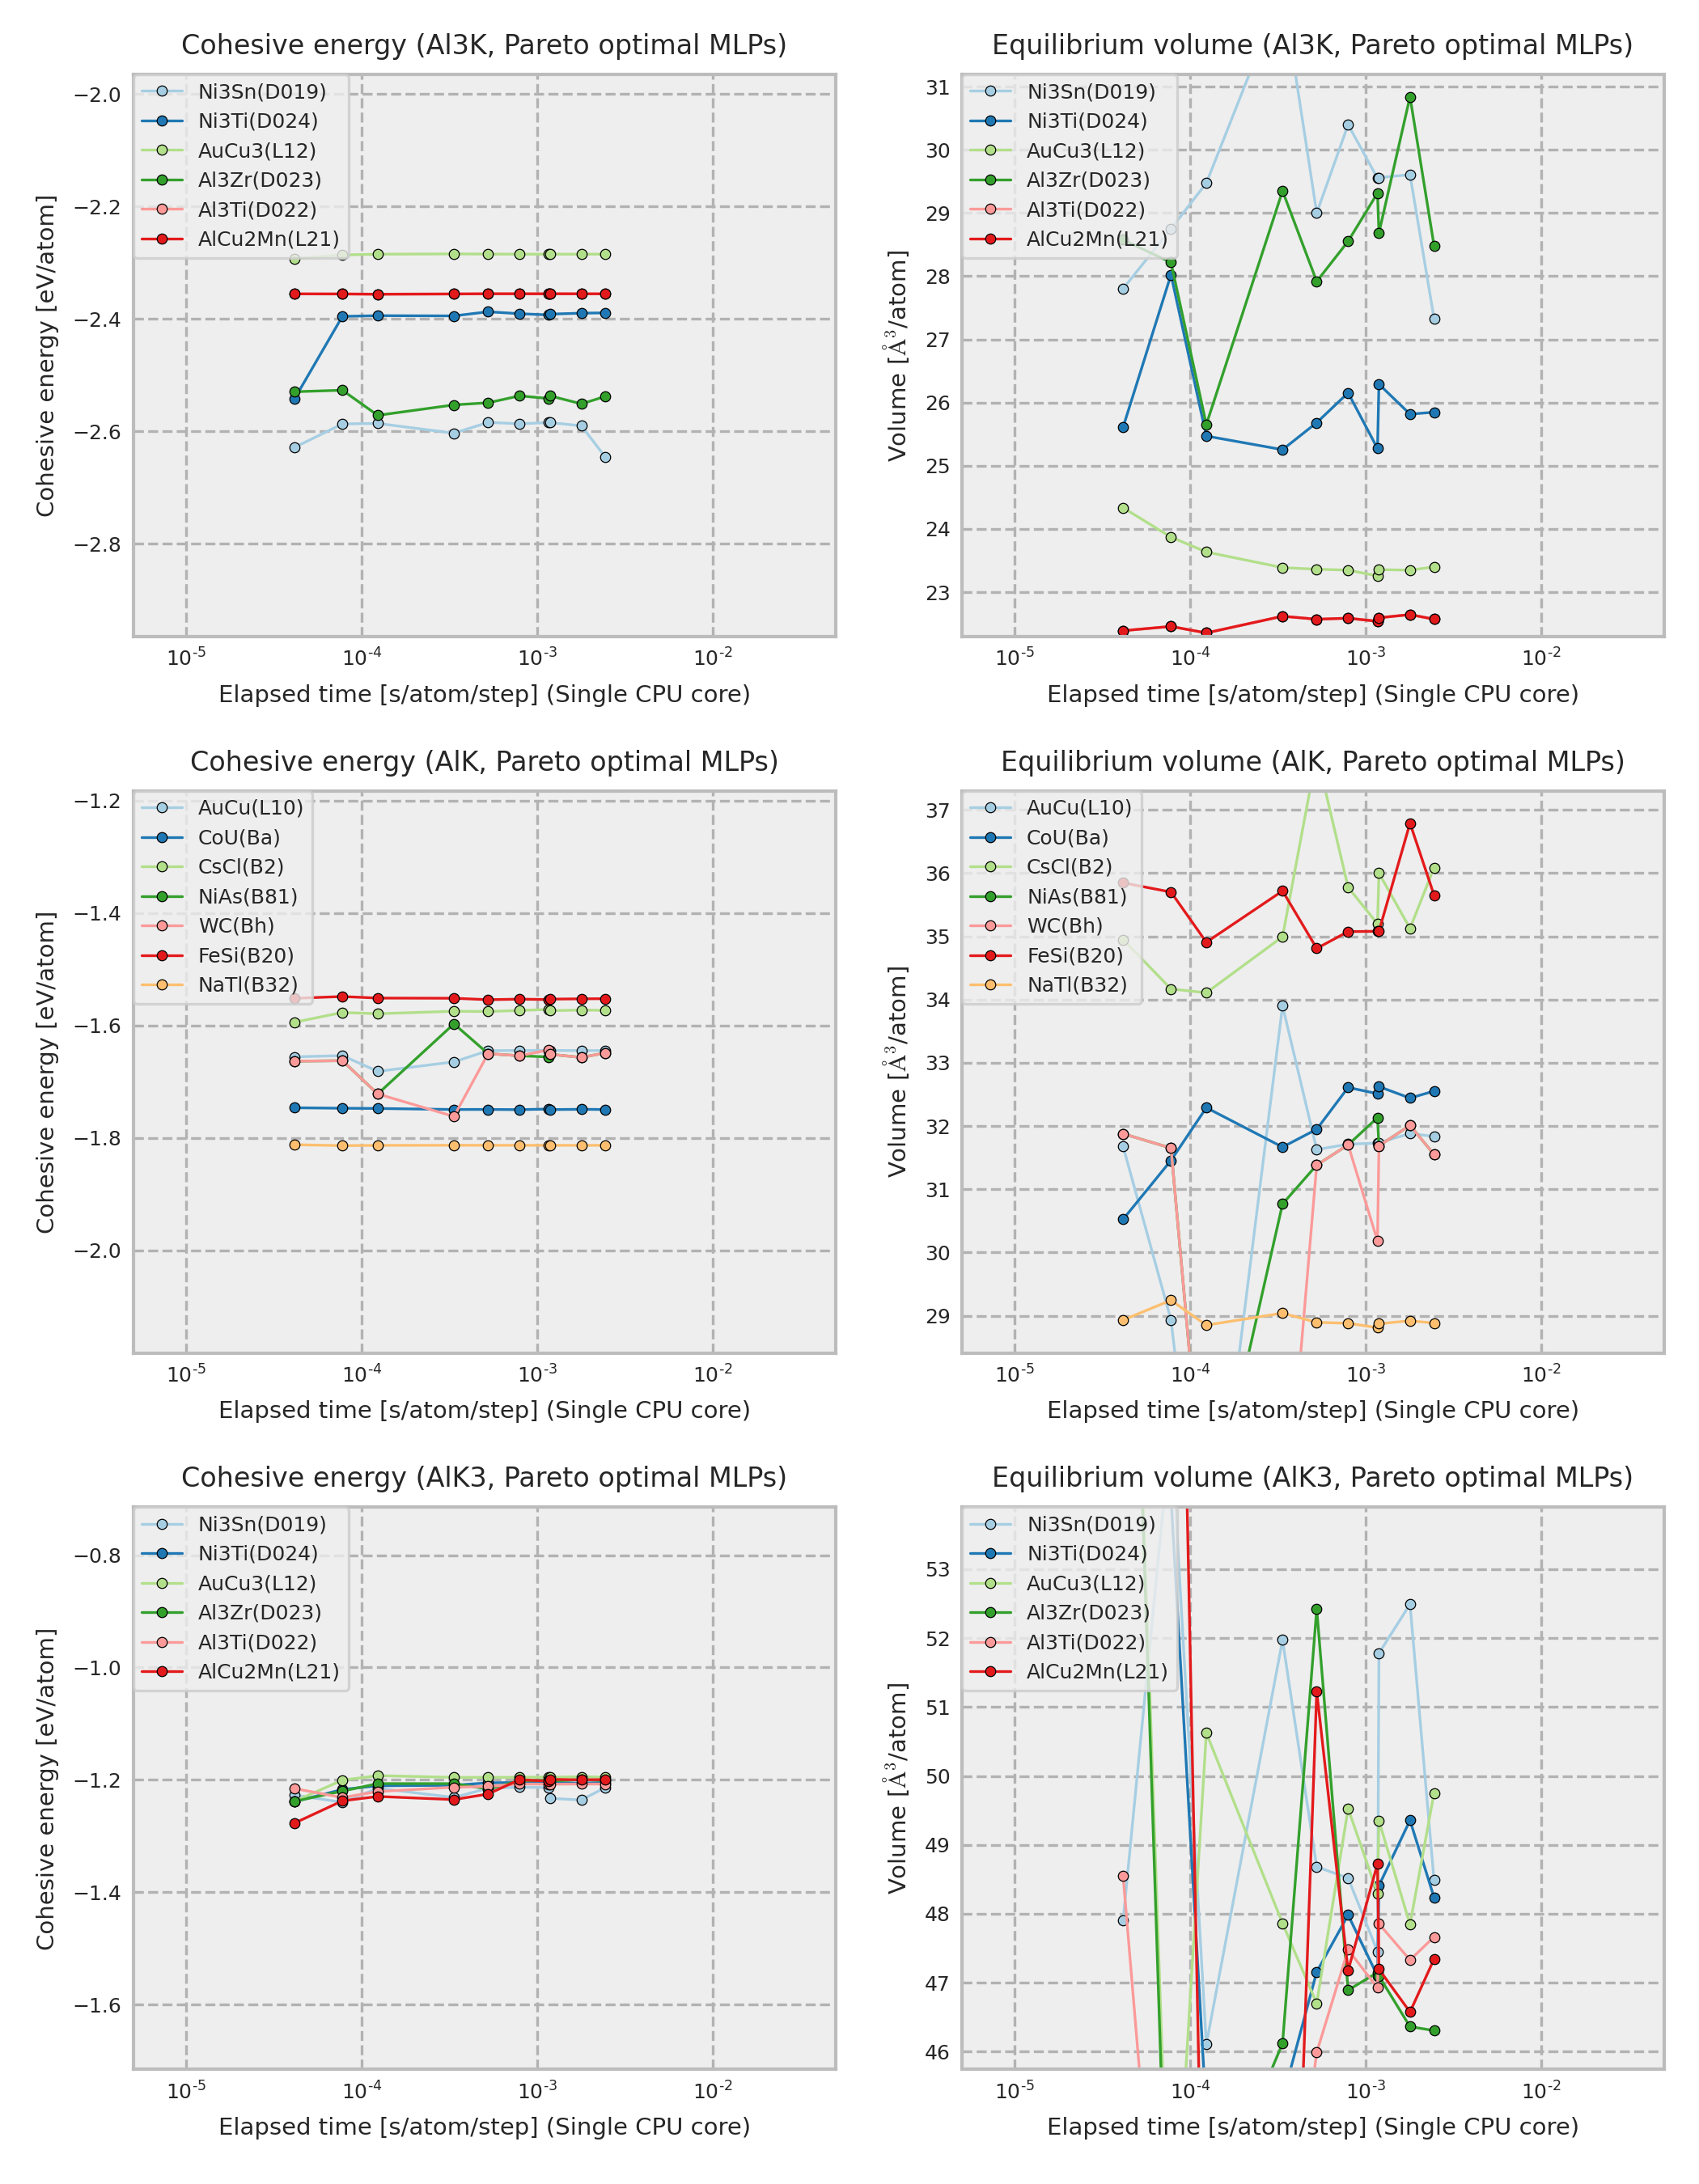 Cohesive energy (Al3K, Pareto optimal MLPs)
−2.0
−2.2
−2.4
−2.6
−2.8
Cohesive energy [eV/atom]
Ni3Sn(D019)
Ni3Ti(D024)
AuCu3(L12)
Al3Zr(D023)
Al3Ti(D022)
AlCu2Mn(L21)
10-5 10-4 10-3 10-2
Elapsed time [s/atom/step] (Single CPU core)
Equilibrium volume (Al3K, Pareto optimal MLPs)
31
30
29
28
27
26
25
24
23
Volume [Å3/atom]
Ni3Sn(D019)
Ni3Ti(D024)
AuCu3(L12)
Al3Zr(D023)
Al3Ti(D022)
AlCu2Mn(L21)
10-5 10-4 10-3 10-2
Elapsed time [s/atom/step] (Single CPU core)
Cohesive energy (AlK, Pareto optimal MLPs)
−1.2
−1.4
−1.6
−1.8
−2.0
Cohesive energy [eV/atom]
AuCu(L10)
CoU(Ba)
CsCl(B2)
NiAs(B81)
WC(Bh)
FeSi(B20)
NaTl(B32)
10-5 10-4 10-3 10-2
Elapsed time [s/atom/step] (Single CPU core)
Equilibrium volume (AlK, Pareto optimal MLPs)
37
36
35
34
33
32
31
30
29
Volume [Å3/atom]
AuCu(L10)
CoU(Ba)
CsCl(B2)
NiAs(B81)
WC(Bh)
FeSi(B20)
NaTl(B32)
10-5 10-4 10-3 10-2
Elapsed time [s/atom/step] (Single CPU core)
Cohesive energy (AlK3, Pareto optimal MLPs)
−0.8
−1.0
−1.2
−1.4
−1.6
Cohesive energy [eV/atom]
Ni3Sn(D019)
Ni3Ti(D024)
AuCu3(L12)
Al3Zr(D023)
Al3Ti(D022)
AlCu2Mn(L21)
10-5 10-4 10-3 10-2
Elapsed time [s/atom/step] (Single CPU core)
Equilibrium volume (AlK3, Pareto optimal MLPs)
53
52
51
50
49
48
47
46
Volume [Å3/atom]
Ni3Sn(D019)
Ni3Ti(D024)
AuCu3(L12)
Al3Zr(D023)
Al3Ti(D022)
AlCu2Mn(L21)
10-5 10-4 10-3 10-2
Elapsed time [s/atom/step] (Single CPU core)